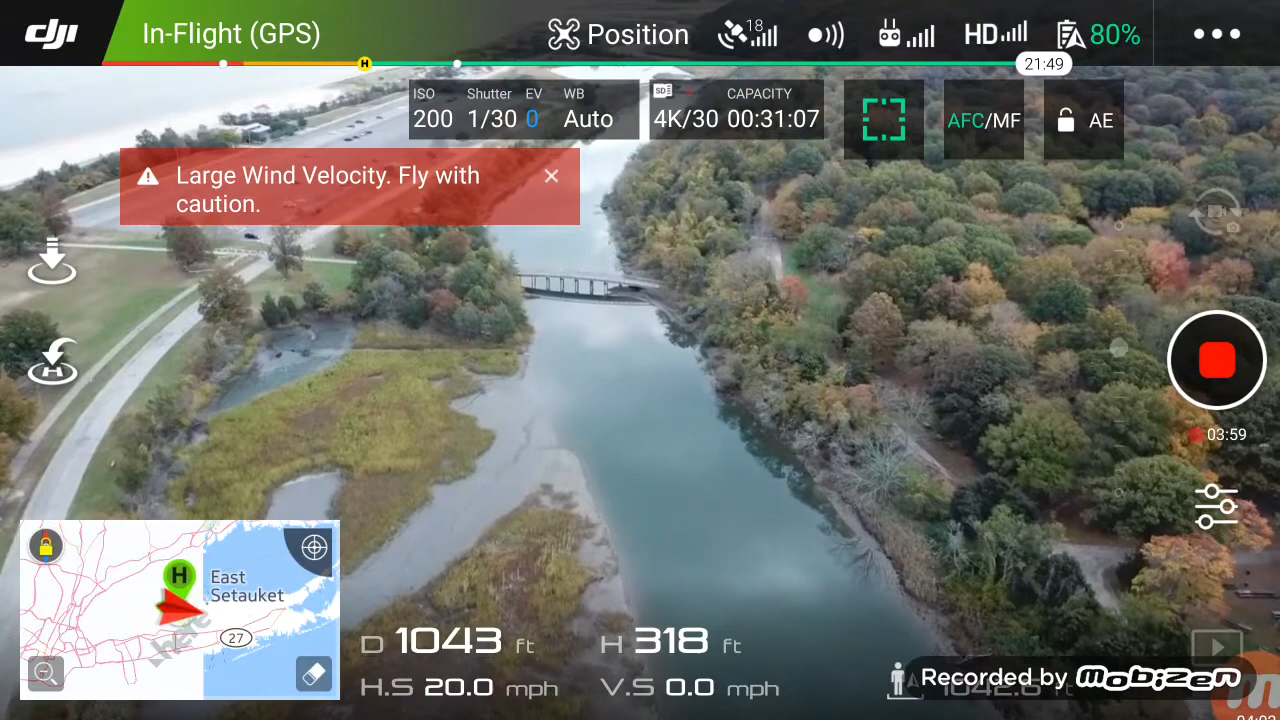 dji
In-Flight (GPS)
Position
18
HD
80%
21:49
ISO
Shutter
EV
WB
200
1/30
0
Auto
SD
CAPACITY
4K/30
00:31:07
AFC/MF
AE
Large Wind Velocity. Fly with
caution.
H
03:59
H
East
Setauket
27
here
D 1043 ft
H 318 ft
H.S 20.0 mph
V.S 0.0 mph
Recorded by Mobizen